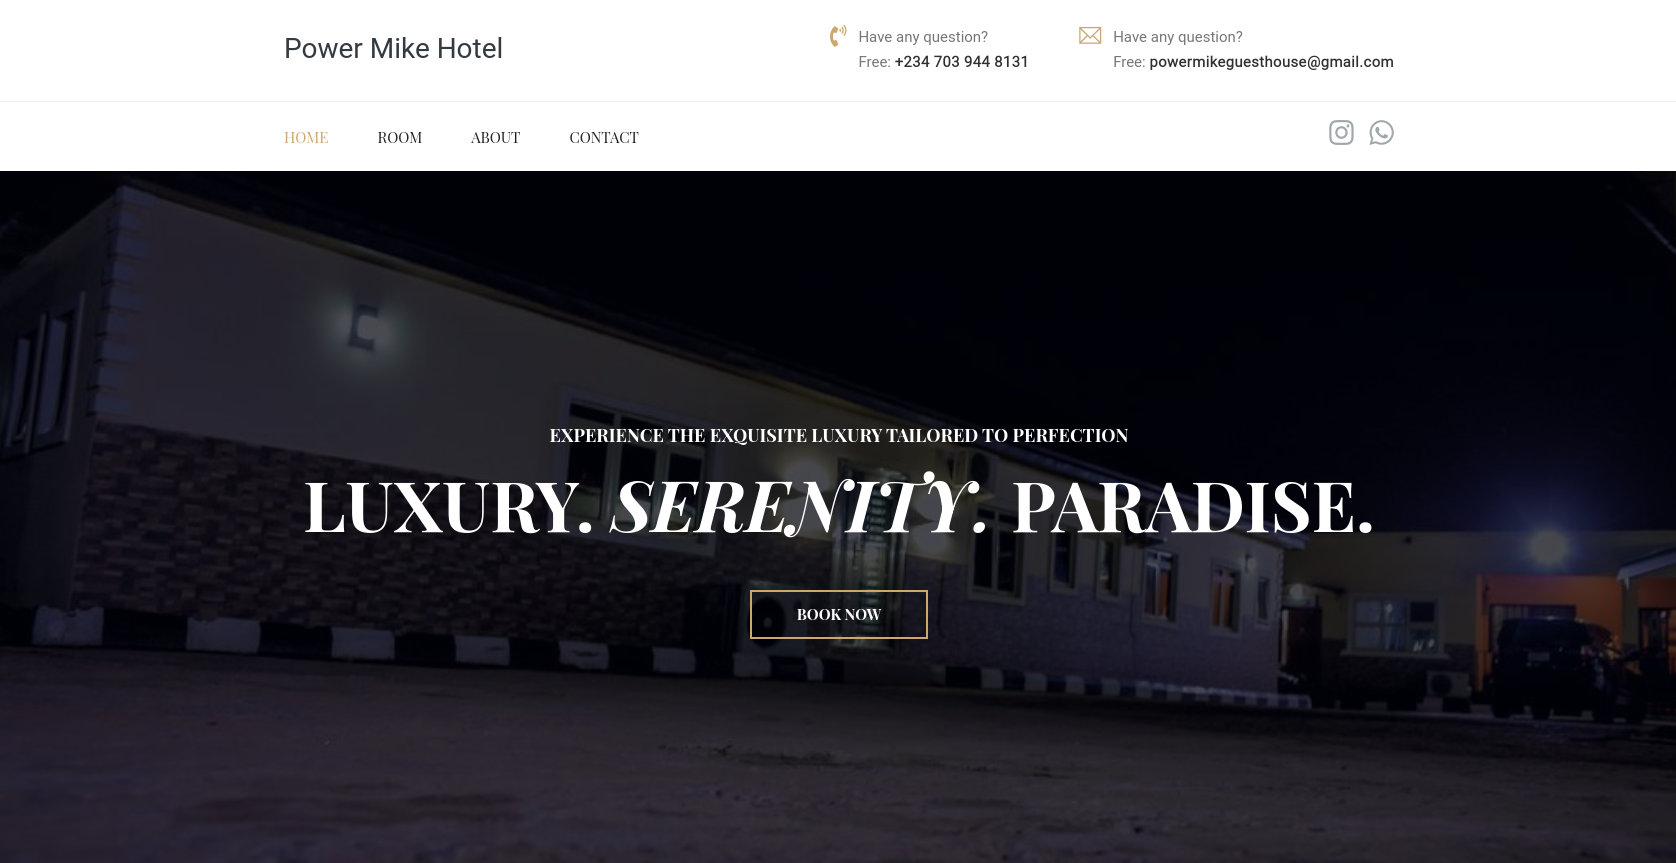 Power Mike Hotel
Have any question?
Free: +234 703 944 8131
Have any question?
Free: powermikeguesthouse@gmail.com
HOME ROOM ABOUT CONTACT
EXPERIENCE THE EXQUISITE LUXURY TAILORED TO PERFECTION
LUXURY. SERENITY. PARADISE.
BOOK NOW